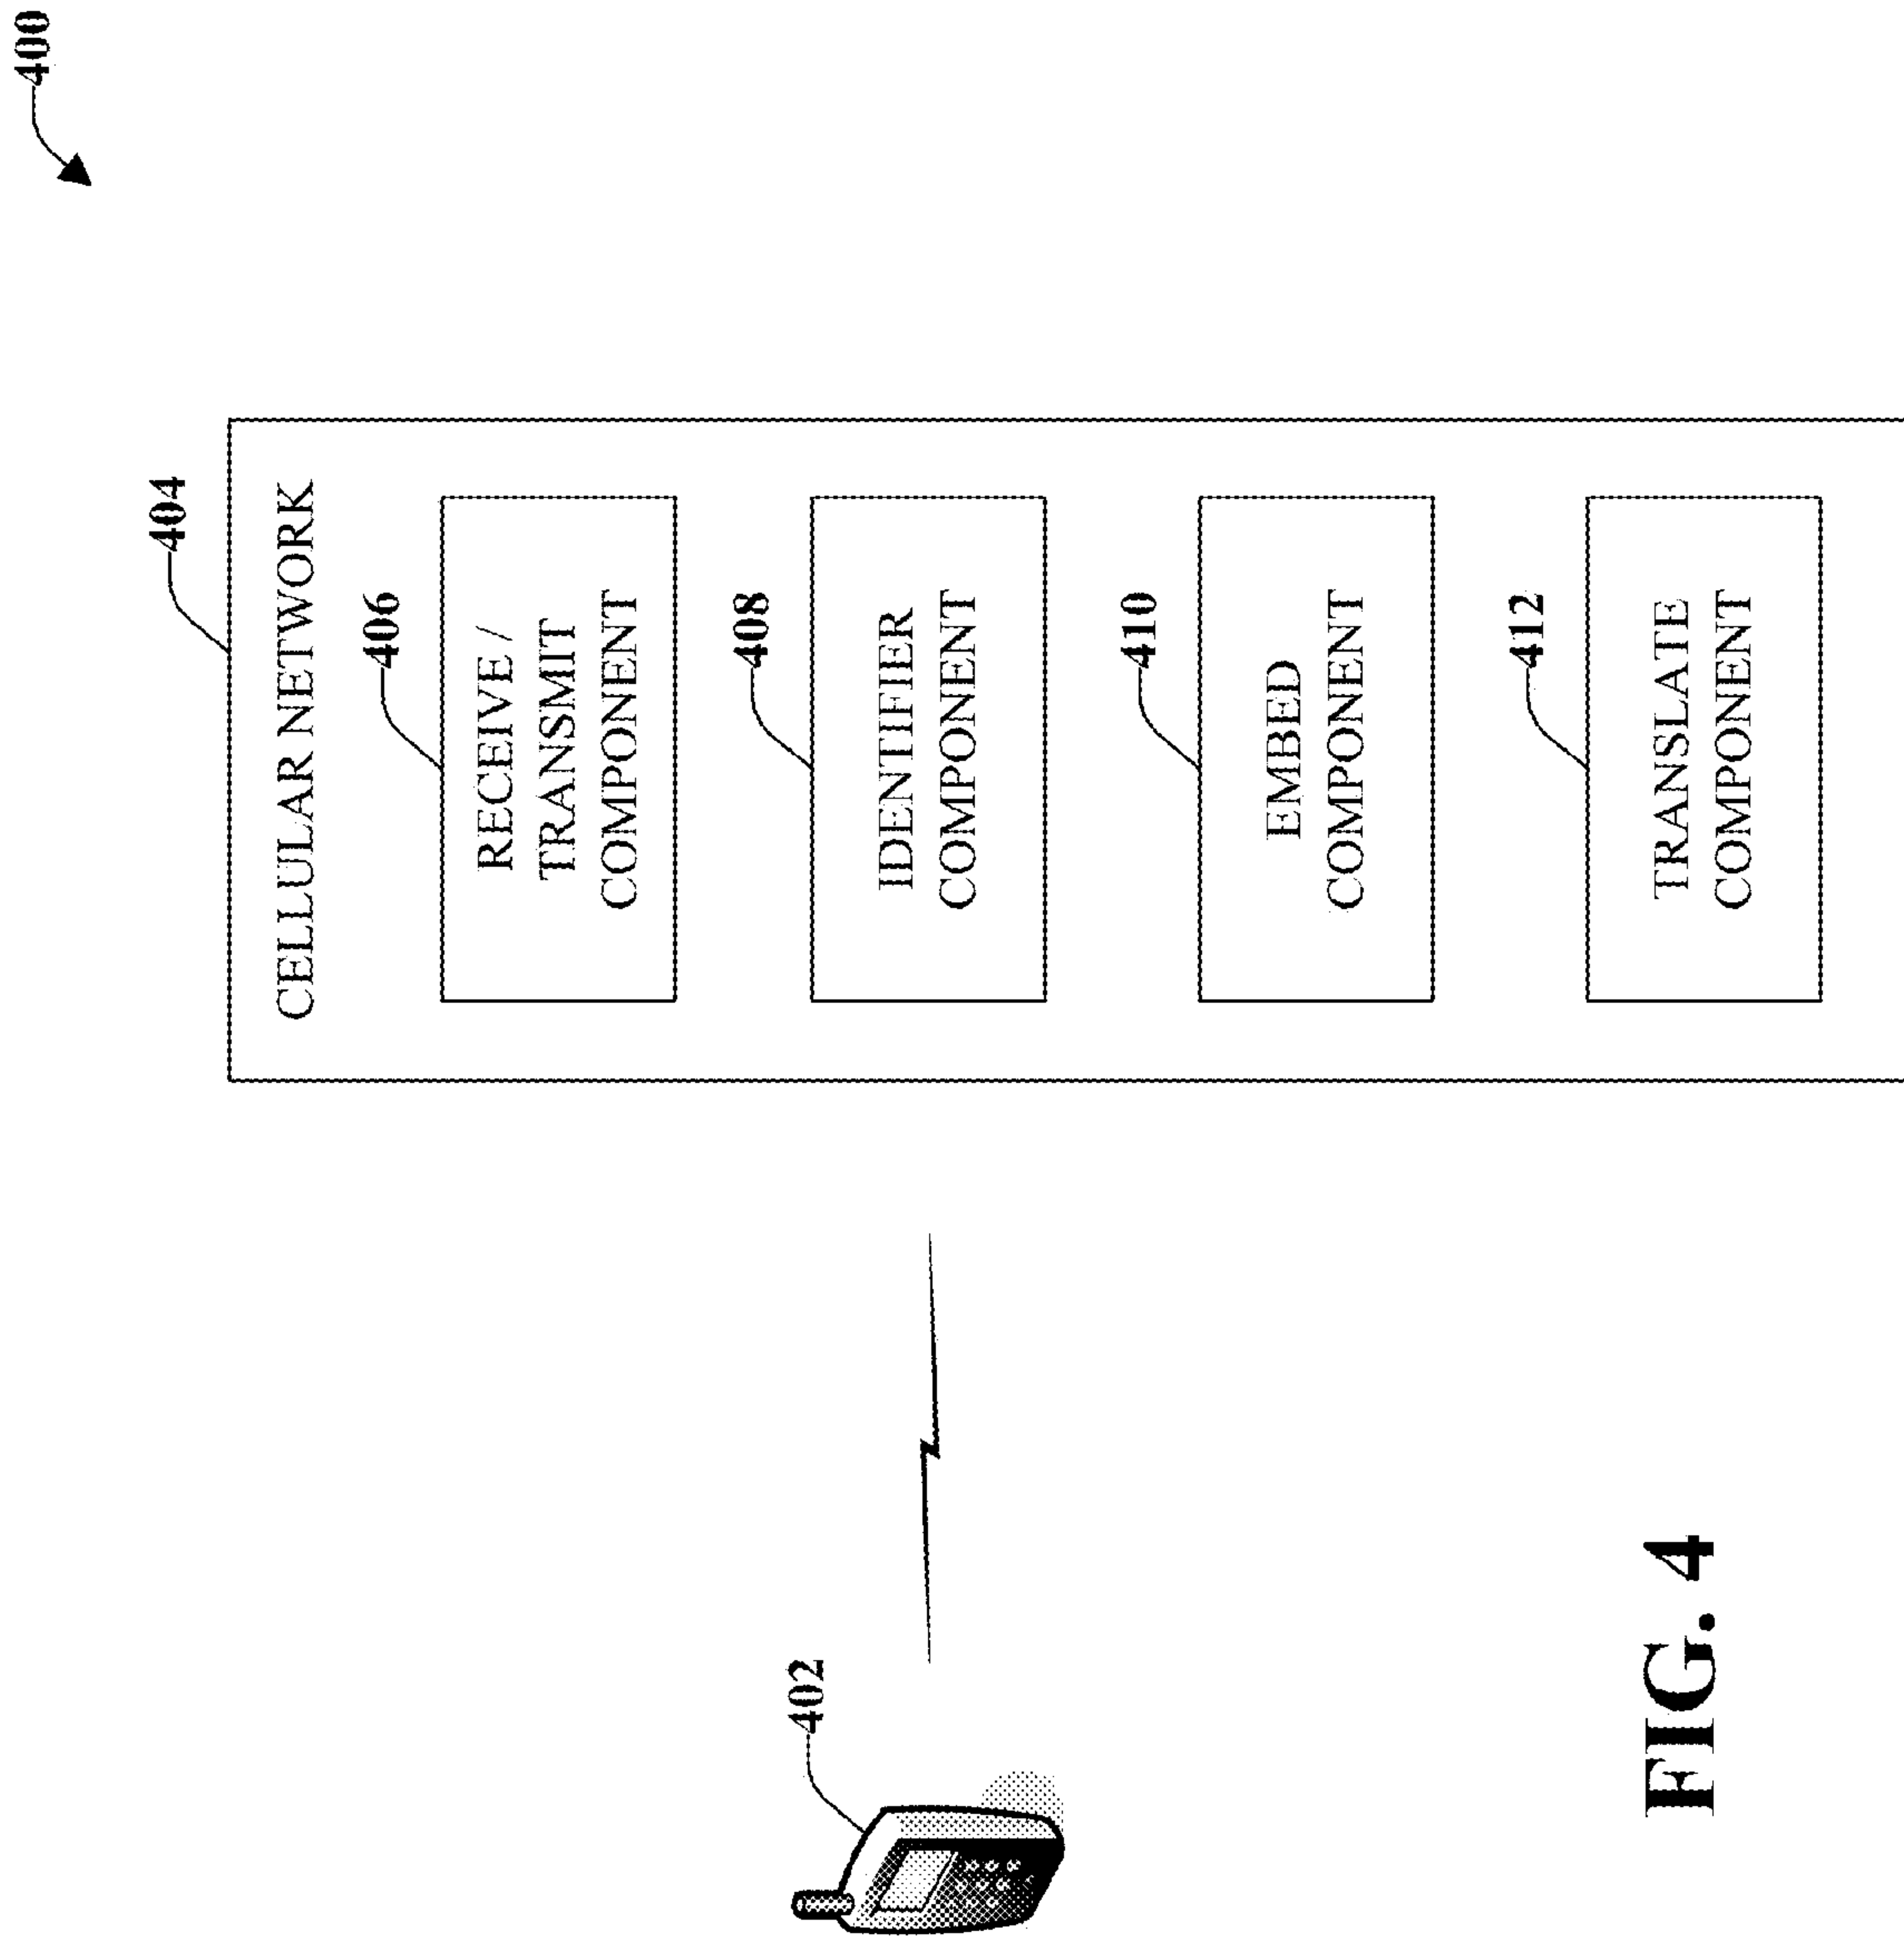 400
404
CELLULAR NETWORK
406
RECEIVE /
TRANSMIT
COMPONENT
408
IDENTIFIER
COMPONENT
410
EMBED
COMPONENT
412
TRANSLATE
COMPONENT
402
FIG. 4